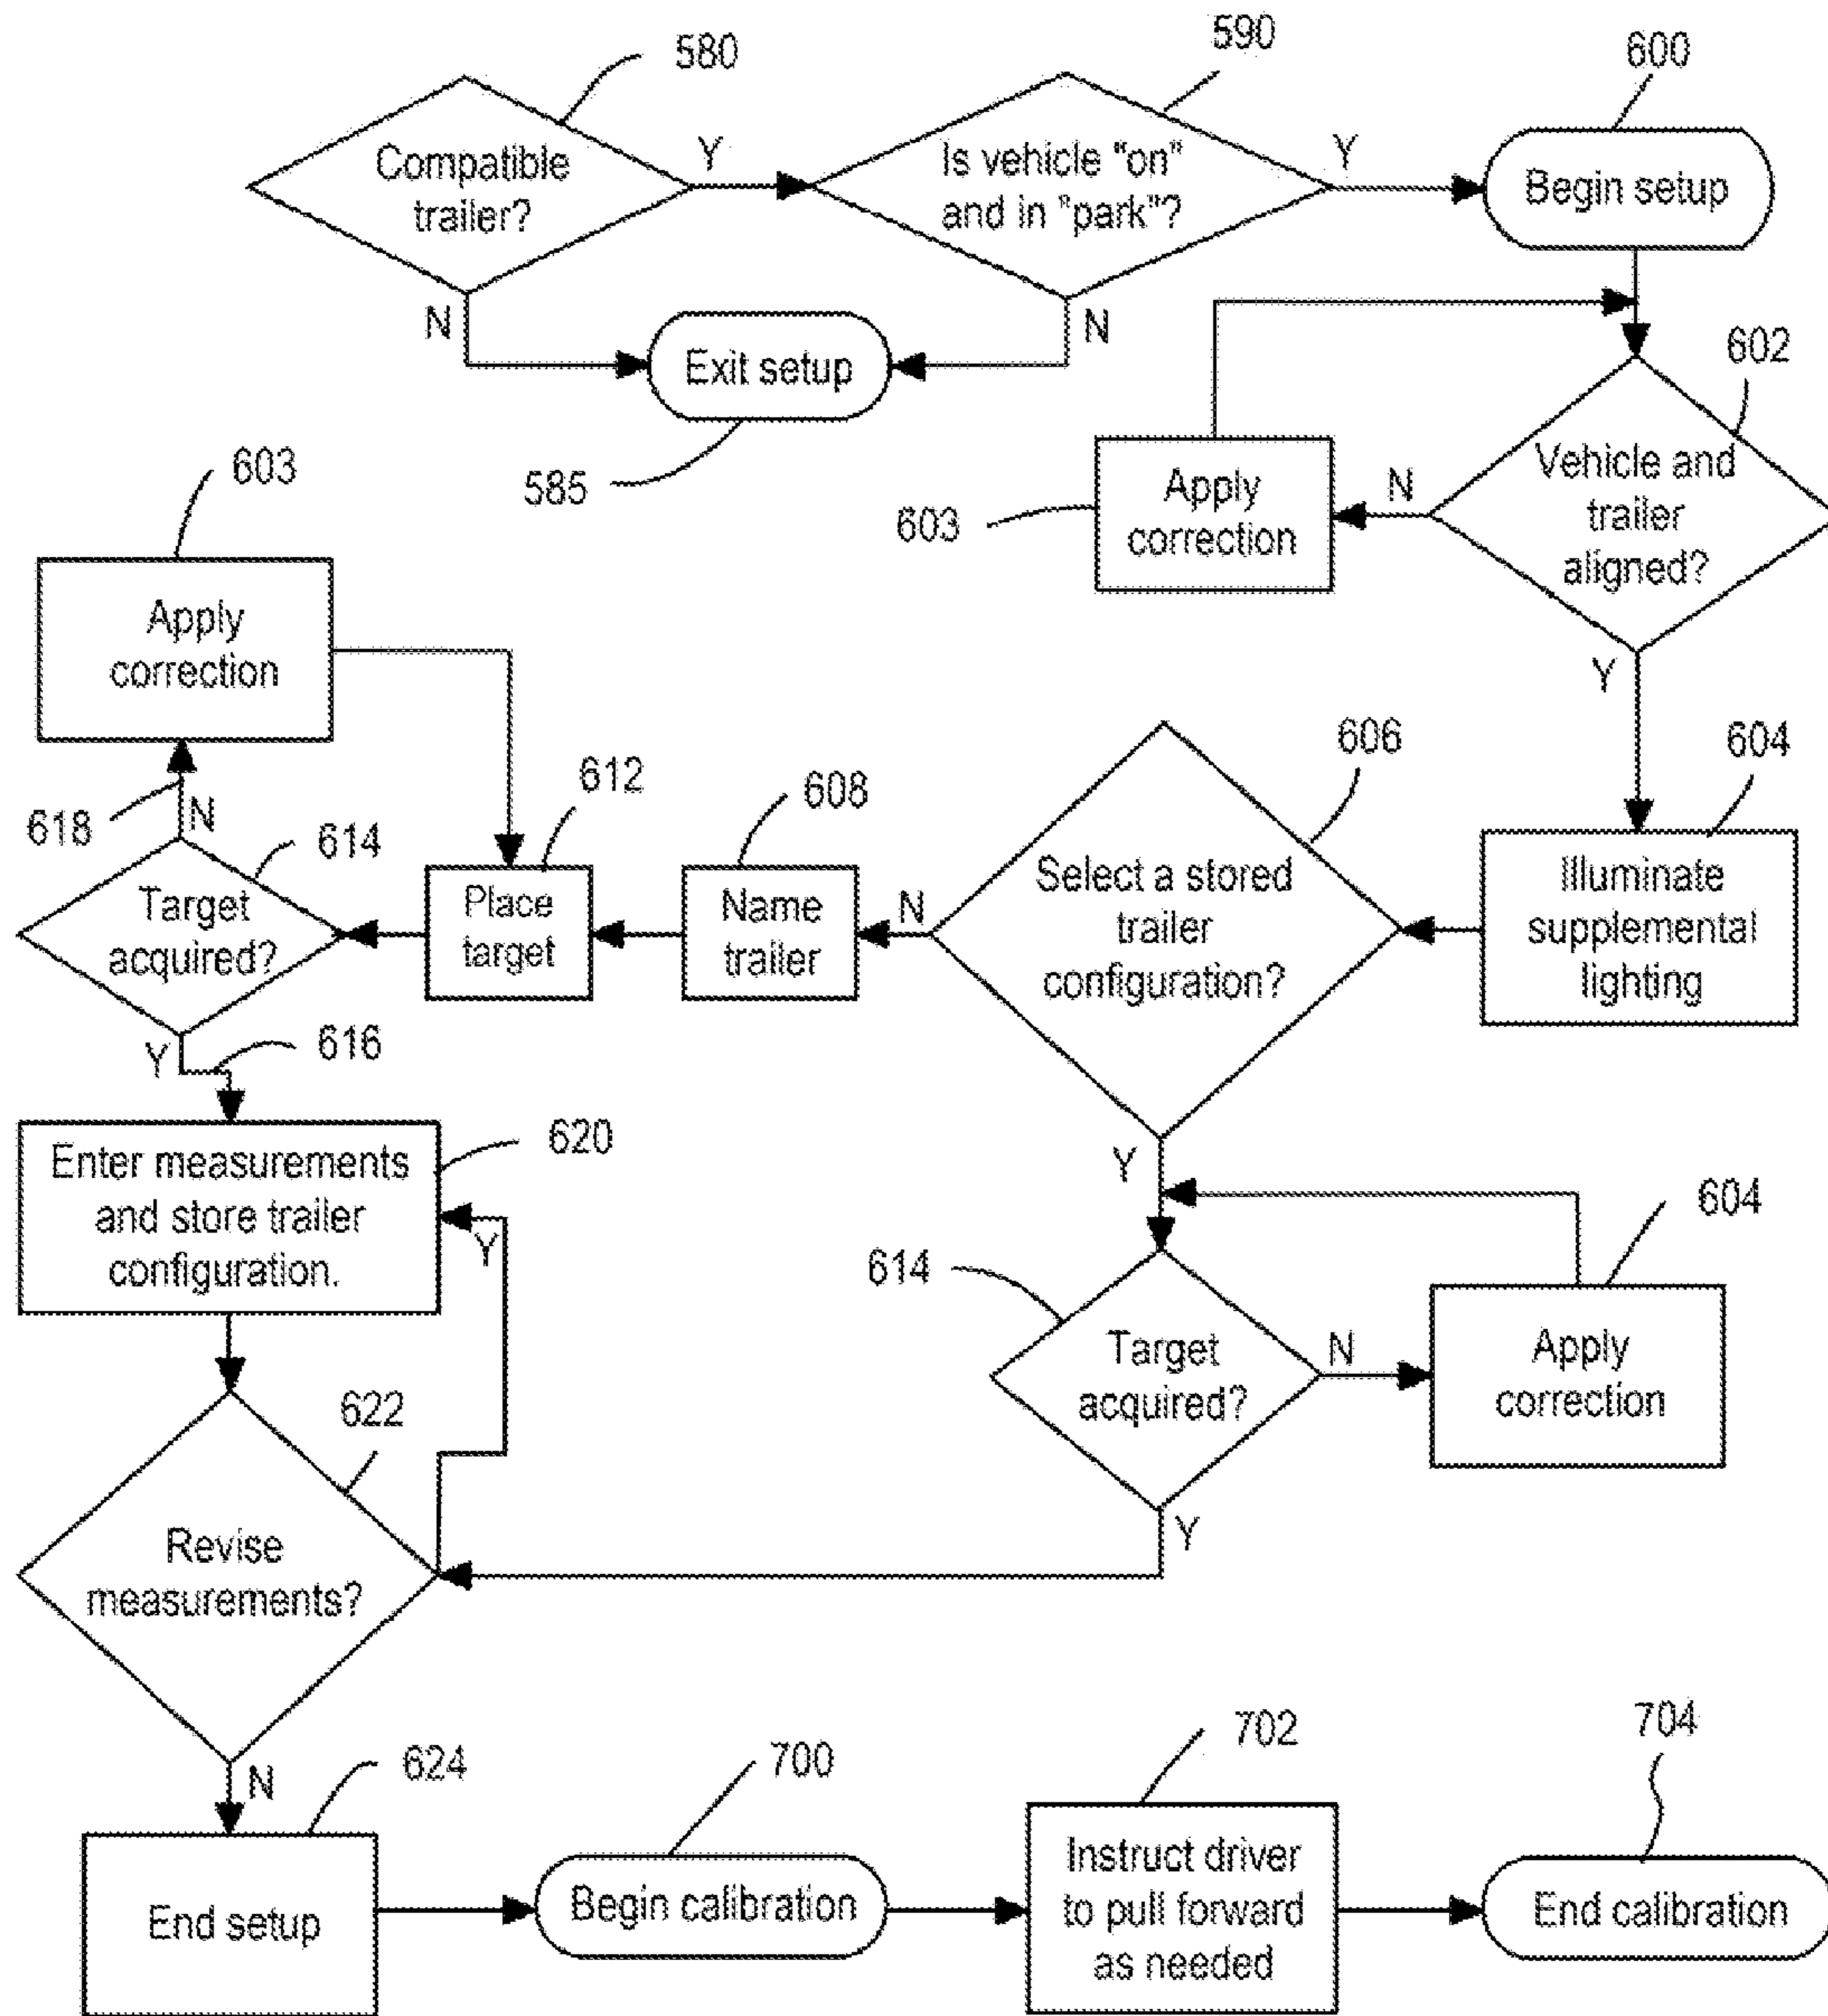 580
590
600
Compatible
trailer?
Y
Is vehicle "on"
and in "park"?
Y
Begin setup
N
N
Exit setup
585
602
Vehicle and
trailer
aligned?
N
Apply
correction
603
603
Apply
correction
Y
604
Illuminate
supplemental
lighting
606
Select a stored
trailer
configuration?
N
608
Name
trailer
612
Place
target
618
N
614
Target
acquired?
Y
616
620
Enter measurements
and store trailer
configuration.
Y
Y
604
614
Target
acquired?
N
Apply
correction
Y
622
Revise
measurements?
N
624
End setup
700
Begin calibration
702
Instruct driver
to pull forward
as needed
704
End calibration